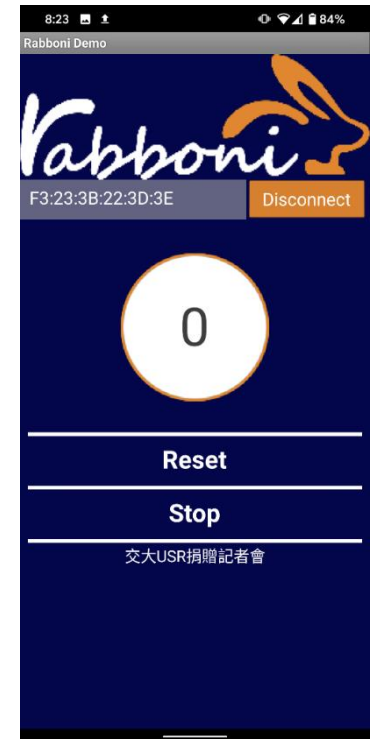 8:23 84%
Rabboni Demo
rabboni
F3:23:3B:22:3D:3E Disconnect
0
Reset
Stop
交大USR捐贈記者會